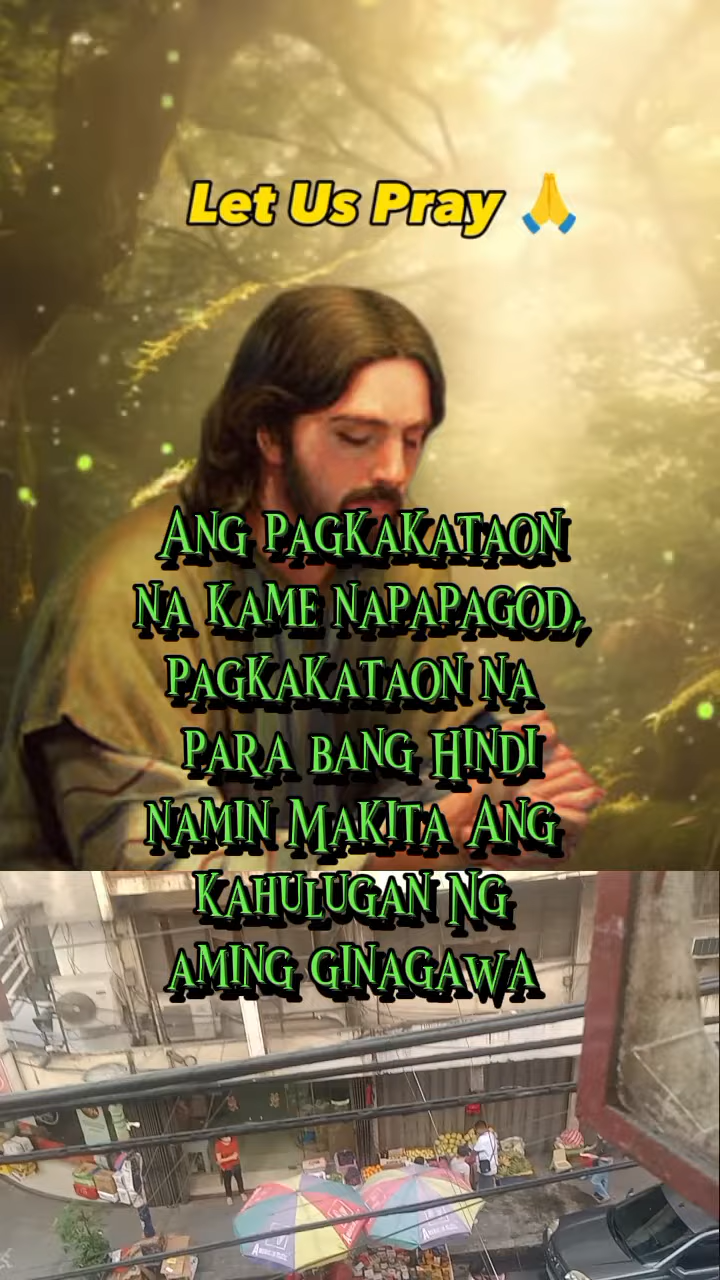 Let Us Pray 🙏
Ang pagkakataon
na kame napapagod,
pagkakataon na
para bang Hindi
namin Makita Ang
Kahulugan Ng
aming ginagawa